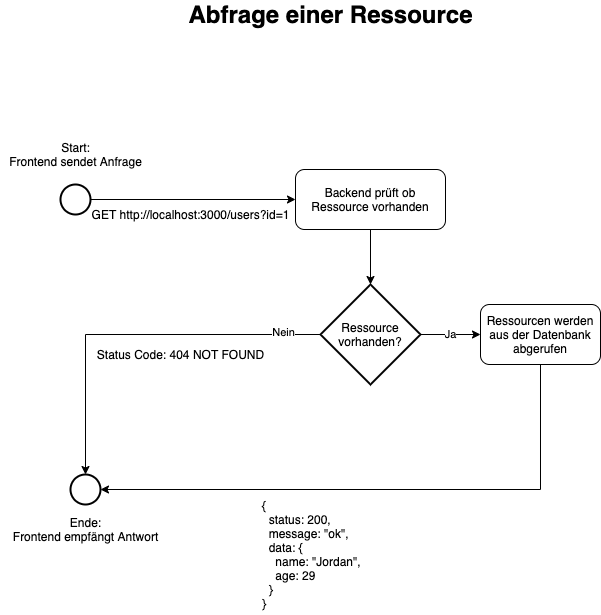 Abfrage einer Ressource
Start:
Frontend sendet Anfrage
GET http://localhost:3000/users?id=1
Backend prüft ob
Ressource vorhanden
Ressource
vorhanden?
Nein
Ja
Status Code: 404 NOT FOUND
Ressourcen werden
aus der Datenbank
abgerufen
Ende:
Frontend empfängt Antwort
{
status: 200,
message: "ok",
data: {
name: "Jordan",
age: 29
}
}